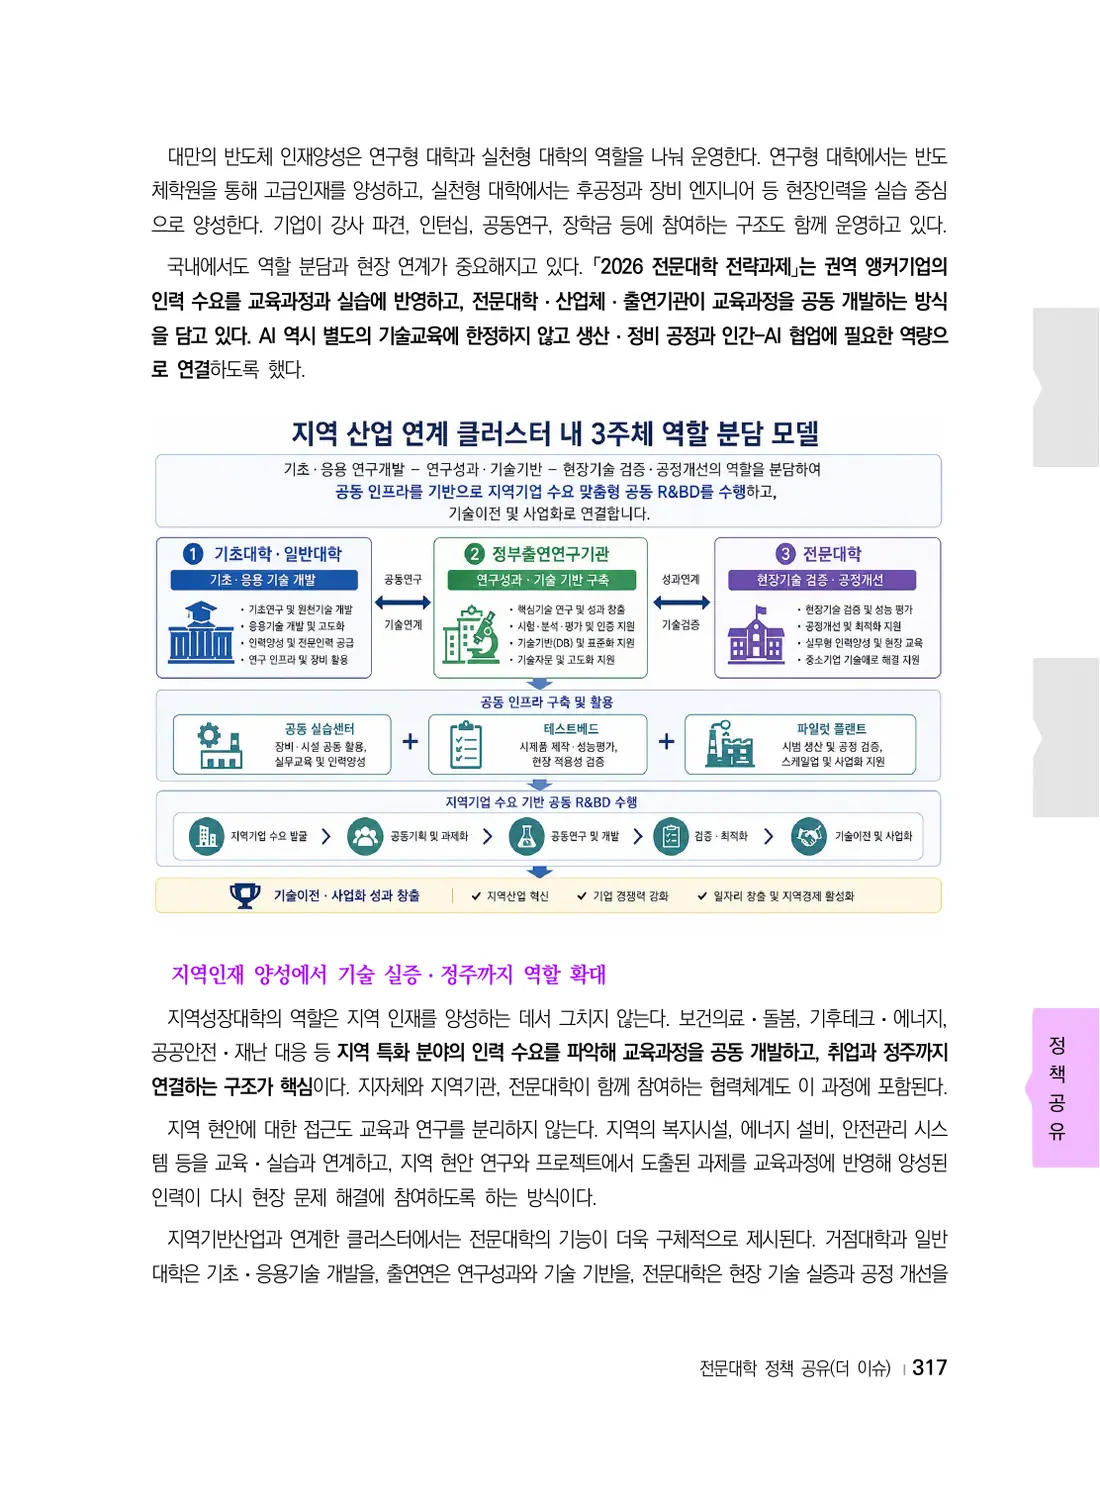 대만의 반도체 인재양성은 연구형 대학과 실천형 대학의 역할을 나눠 운영한다. 연구형 대학에서는 반도
체학원을 통해 고급인재를 양성하고, 실천형 대학에서는 후공정과 장비 엔지니어 등 현장인력을 실습 중심
으로 양성한다. 기업이 강사 파견, 인턴십, 공동연구, 장학금 등에 참여하는 구조도 함께 운영하고 있다.
국내에서도 역할 분담과 현장 연계가 중요해지고 있다. 「2026 전문대학 전략과제」는 권역 앵커기업의
인력 수요를 교육과정과 실습에 반영하고, 전문대학 · 산업체 · 출연기관이 교육과정을 공동 개발하는 방식
을 담고 있다. AI 역시 별도의 기술교육에 한정하지 않고 생산 · 정비 공정과 인간-AI 협업에 필요한 역량으
로 연결하도록 했다.
지역 산업 연계 클러스터 내 3주체 역할 분담 모델
기초 · 응용 연구개발 – 연구성과 · 기술기반 – 현장기술 검증 · 공정개선의 역할을 분담하여
공동 인프라를 기반으로 지역기업 수요 맞춤형 공동 R&BD를 수행하고,
기술이전 및 사업화로 연결합니다.
1 기초대학 · 일반대학
기초 · 응용 기술 개발
• 기초연구 및 원천기술 개발
• 응용기술 개발 및 고도화
• 인력양성 및 전문인력 공급
• 연구 인프라 및 장비 활용
공동연구
기술연계
2 정부출연연구기관
연구성과 · 기술 기반 구축
• 핵심기술 연구 및 성과 창출
• 시험 · 분석 · 평가 및 인증 지원
• 기술기반(DB) 및 표준화 지원
• 기술자문 및 고도화 지원
성과연계
기술검증
3 전문대학
현장기술 검증 · 공정개선
• 현장기술 검증 및 성능 평가
• 공정개선 및 최적화 지원
• 실무형 인력양성 및 현장 교육
• 중소기업 기술애로 해결 지원
공동 인프라 구축 및 활용
공동 실습센터
장비 · 시설 공동 활용,
실무교육 및 인력양성
+
테스트베드
시제품 제작 · 성능평가,
현장 적용성 검증
+
파일럿 플랜트
시범 생산 및 공정 검증,
스케일업 및 사업화 지원
지역기업 수요 기반 공동 R&BD 수행
지역기업 수요 발굴 > 공동기획 및 과제화 > 공동연구 및 개발 > 검증 · 최적화 > 기술이전 및 사업화
기술이전 · 사업화 성과 창출 | ✓ 지역산업 혁신 ✓ 기업 경쟁력 강화 ✓ 일자리 창출 및 지역경제 활성화
지역인재 양성에서 기술 실증 · 정주까지 역할 확대
지역성장대학의 역할은 지역 인재를 양성하는 데서 그치지 않는다. 보건의료 · 돌봄, 기후테크 · 에너지,
공공안전 · 재난 대응 등 지역 특화 분야의 인력 수요를 파악해 교육과정을 공동 개발하고, 취업과 정주까지
연결하는 구조가 핵심이다. 지자체와 지역기관, 전문대학이 함께 참여하는 협력체계도 이 과정에 포함된다.
지역 현안에 대한 접근도 교육과 연구를 분리하지 않는다. 지역의 복지시설, 에너지 설비, 안전관리 시스
템 등을 교육 · 실습과 연계하고, 지역 현안 연구와 프로젝트에서 도출된 과제를 교육과정에 반영해 양성된
인력이 다시 현장 문제 해결에 참여하도록 하는 방식이다.
지역기반산업과 연계한 클러스터에서는 전문대학의 기능이 더욱 구체적으로 제시된다. 거점대학과 일반
대학은 기초 · 응용기술 개발을, 출연연은 연구성과와 기술 기반을, 전문대학은 현장 기술 실증과 공정 개선을
정책공유
전문대학 정책 공유(더 이슈) | 317